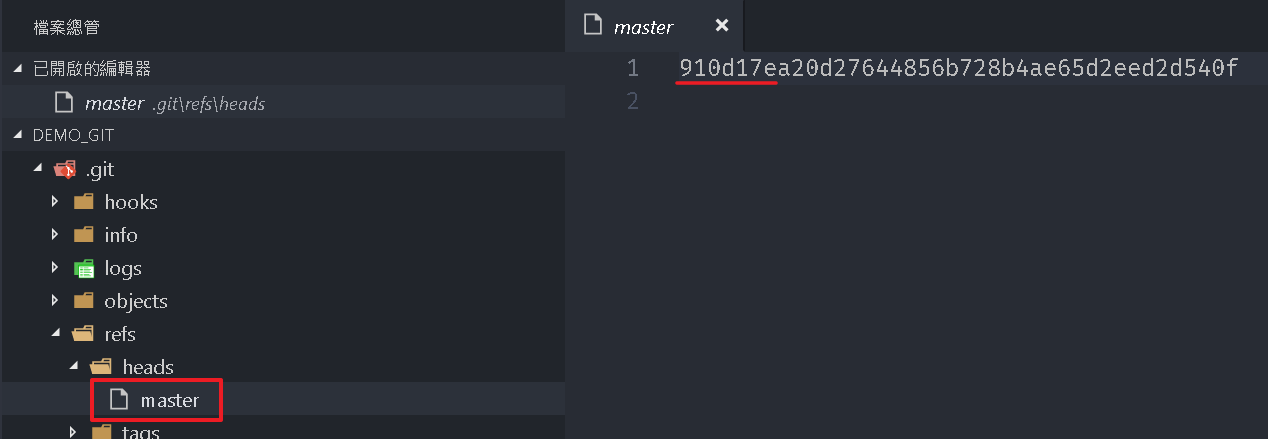 檔案總管
已開啟的編輯器
master .git\refs\heads
DEMO_GIT
.git
hooks
info
logs
objects
refs
heads
master
tags
master
1 910d17ea20d27644856b728b4ae65d2eed2d540f
2